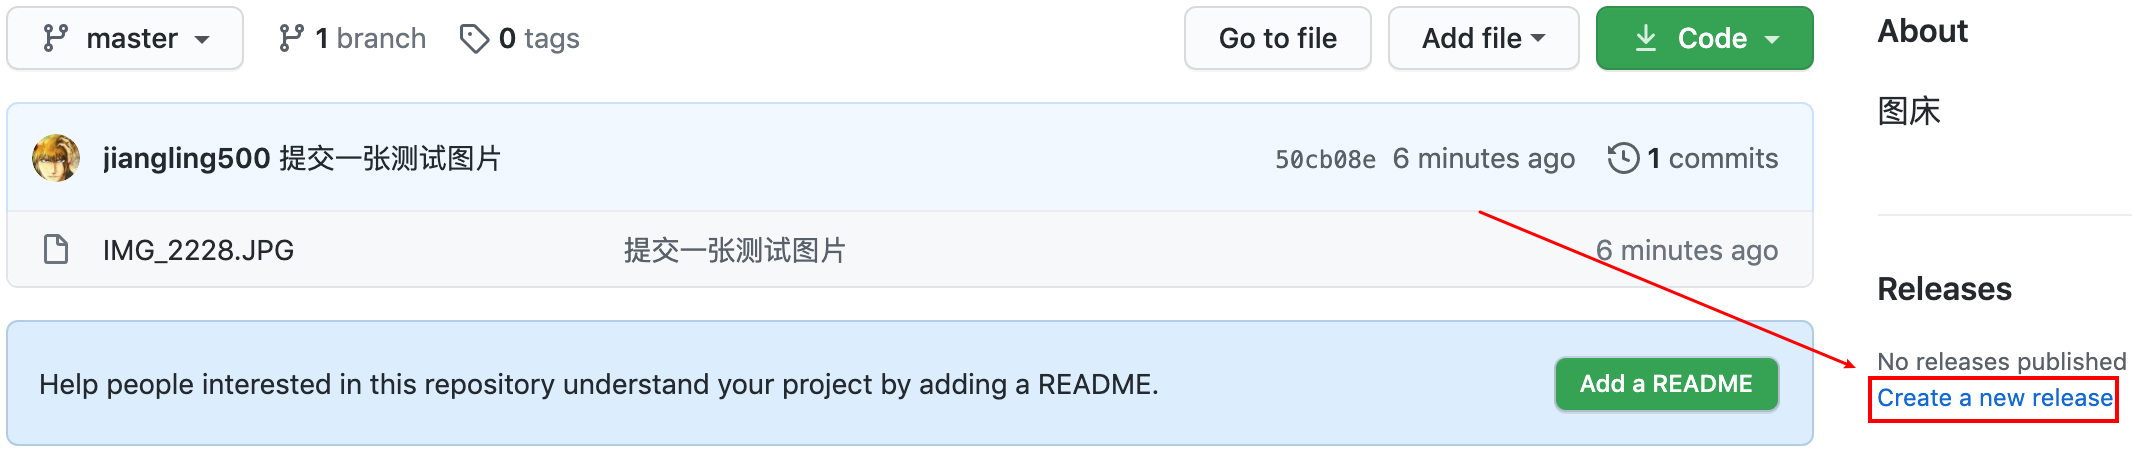 master 1 branch 0 tags Go to file Add file Code
jiangling500 提交一张测试图片 50cb08e 6 minutes ago 1 commits
IMG_2228.JPG 提交一张测试图片 6 minutes ago
Help people interested in this repository understand your project by adding a README. Add a README
About
图床
Releases
No releases published
Create a new release